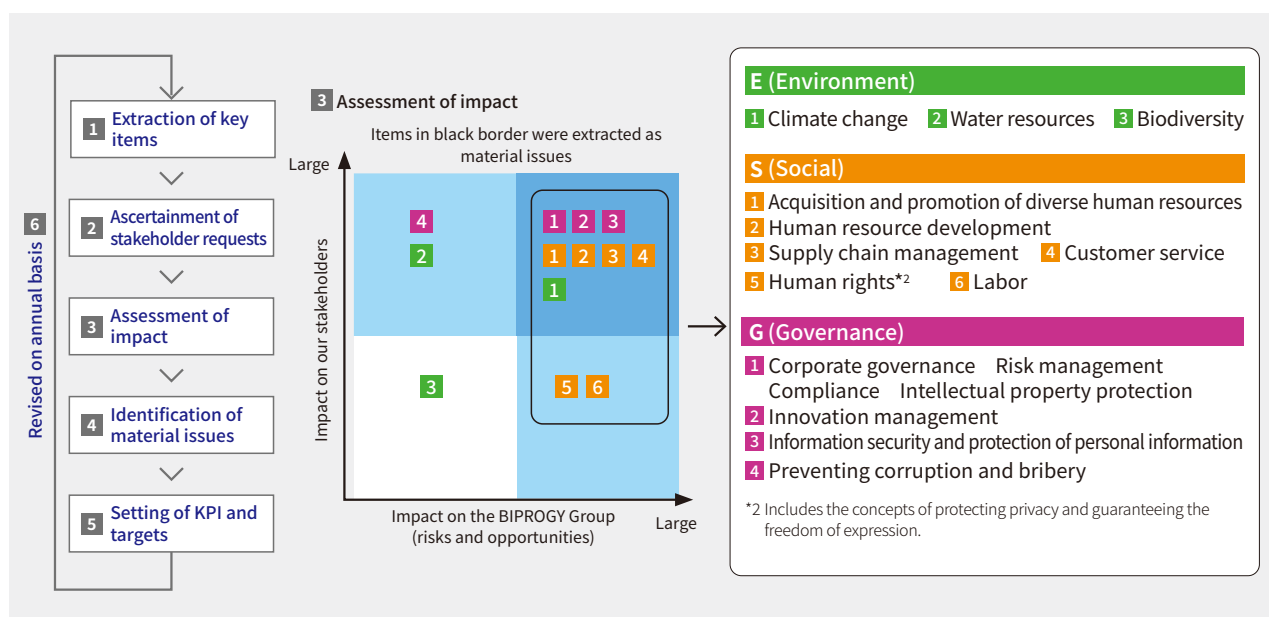 6 Revised on annual basis
1 Extraction of key
items
2 Ascertainment of
stakeholder requests
3 Assessment of
impact
4 Identification of
material issues
5 Setting of KPI and
targets
3 Assessment of impact
Items in black border were extracted as
material issues
Large
Impact on our stakeholders
4
1 2 3
2
1 2 3 4
1
3
5 6
Impact on the BIPROGY Group
(risks and opportunities)
Large
E (Environment)
1 Climate change 2 Water resources 3 Biodiversity
S (Social)
1 Acquisition and promotion of diverse human resources
2 Human resource development
3 Supply chain management 4 Customer service
5 Human rights*2 6 Labor
G (Governance)
1 Corporate governance Risk management
Compliance Intellectual property protection
2 Innovation management
3 Information security and protection of personal information
4 Preventing corruption and bribery
*2 Includes the concepts of protecting privacy and guaranteeing the
freedom of expression.